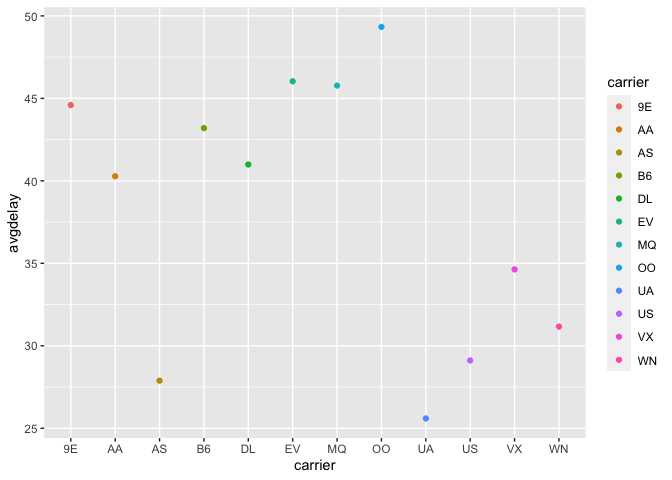 50
45
40
35
30
25
avgdelay
9E AA AS B6 DL EV MQ OO UA US VX WN
carrier
carrier
9E
AA
AS
B6
DL
EV
MQ
OO
UA
US
VX
WN